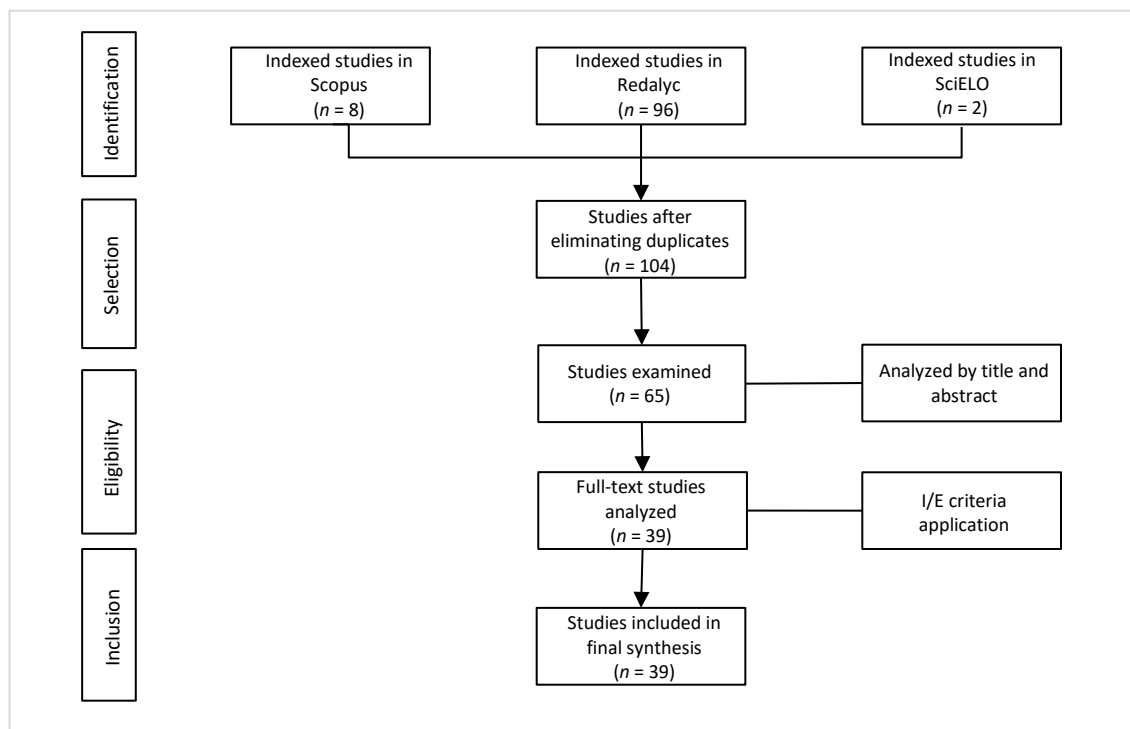 Identification
Indexed studies in
Scopus
(n = 8)
Indexed studies in
Redalyc
(n = 96)
Indexed studies in
SciELO
(n = 2)
Selection
Studies after
eliminating duplicates
(n = 104)
Studies examined
(n = 65)
Analyzed by title and
abstract
Eligibility
Full-text studies
analyzed
(n = 39)
I/E criteria
application
Inclusion
Studies included in
final synthesis
(n = 39)